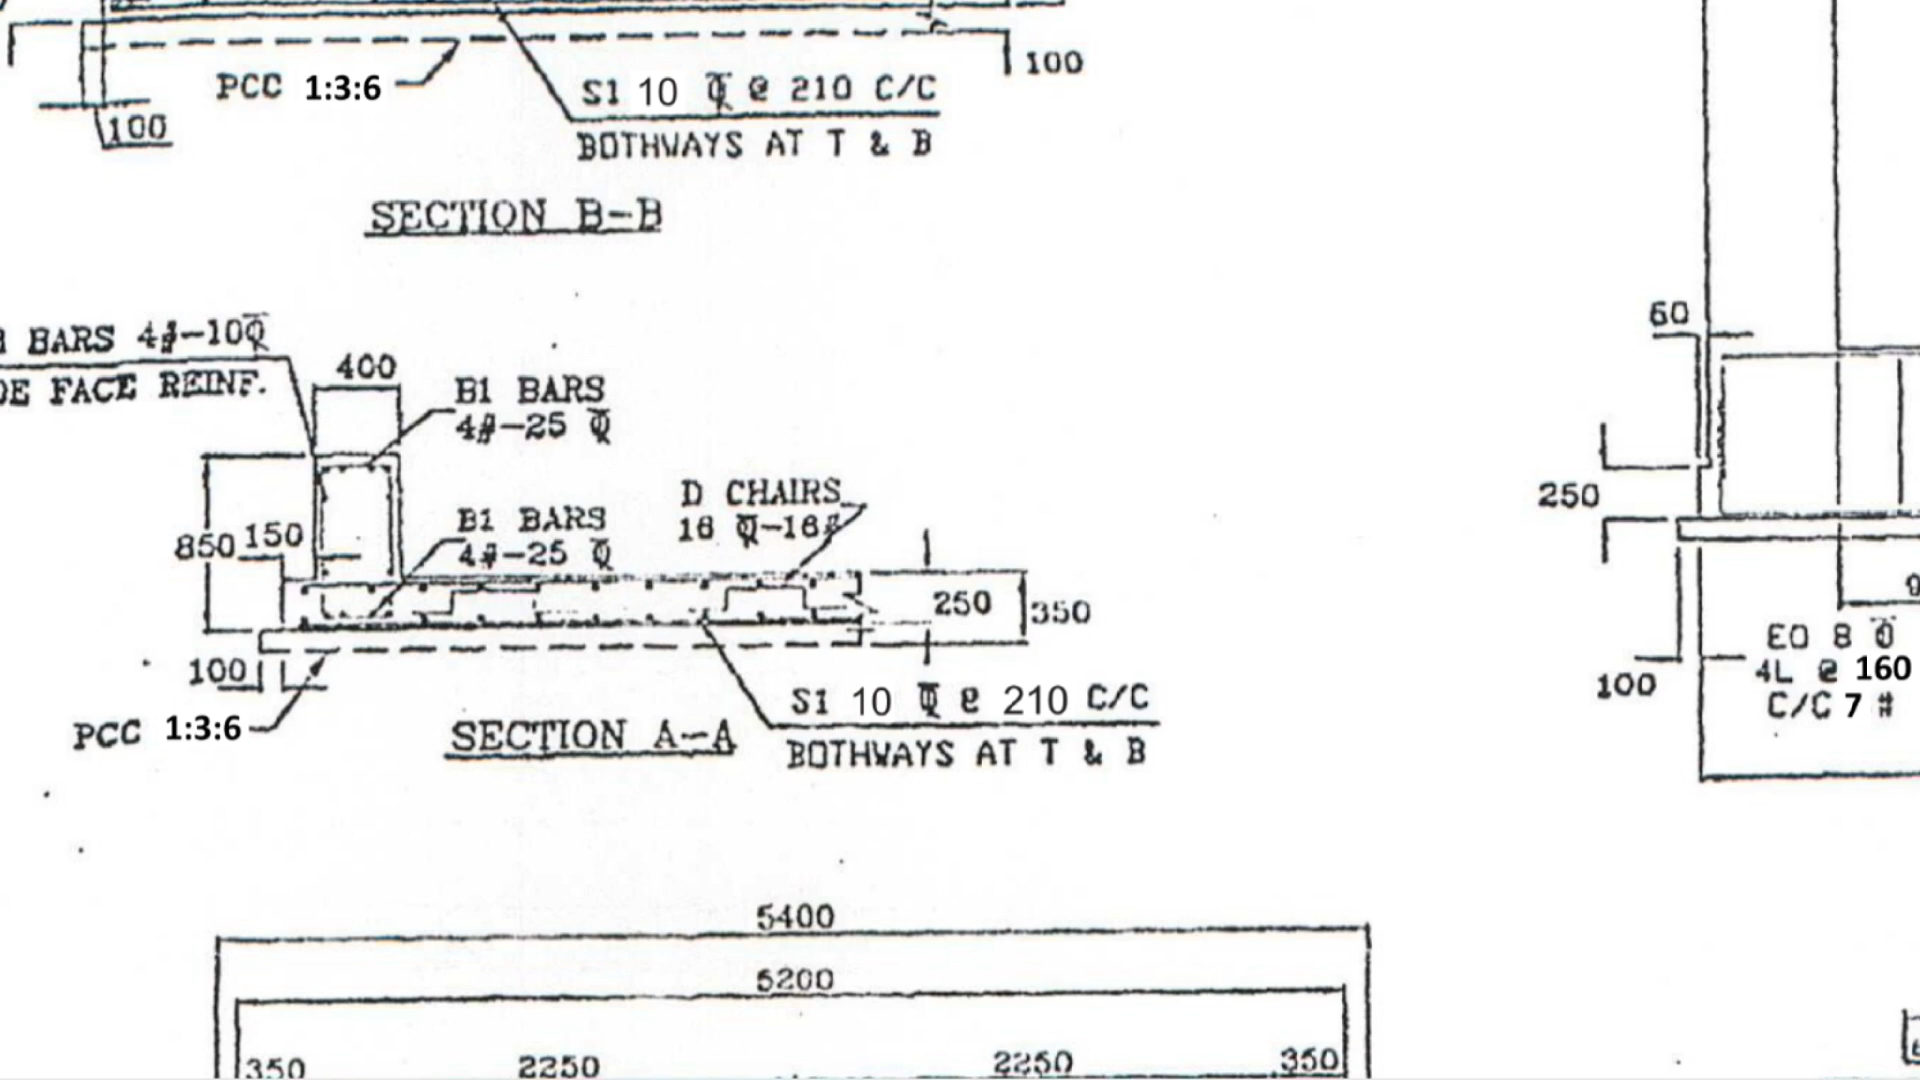 100
PCC 1:3:6
S1 10 Φ @ 210 C/C
BOTHWAYS AT T & B
100
SECTION B-B
BARS 4#-10Φ
FACE REINF.
400
B1 BARS
4#-25 Φ
850
150
B1 BARS
4#-25 Φ
D CHAIRS
16 Φ-16#
250
350
100
PCC 1:3:6
SECTION A-A
S1 10 Φ @ 210 C/C
BOTHWAYS AT T & B
60
250
100
EO 8 Φ
4L @ 160
C/C 7 #
5400
5200
350
2250
2250
350